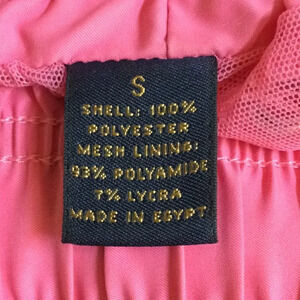 S
SHELL: 100%
POLYESTER
MESH LINING:
93% POLYAMIDE
7% LYCRA
MADE IN EGYPT